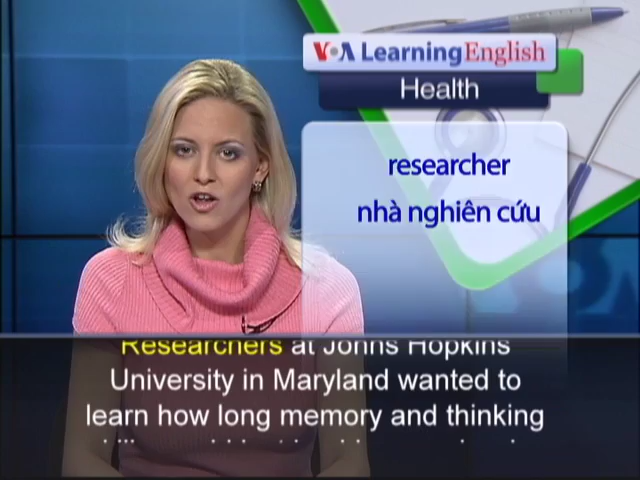 VOA LearningEnglish
Health
researcher
nhà nghiên cứu
Researchers at Johns Hopkins
University in Maryland wanted to
learn how long memory and thinking